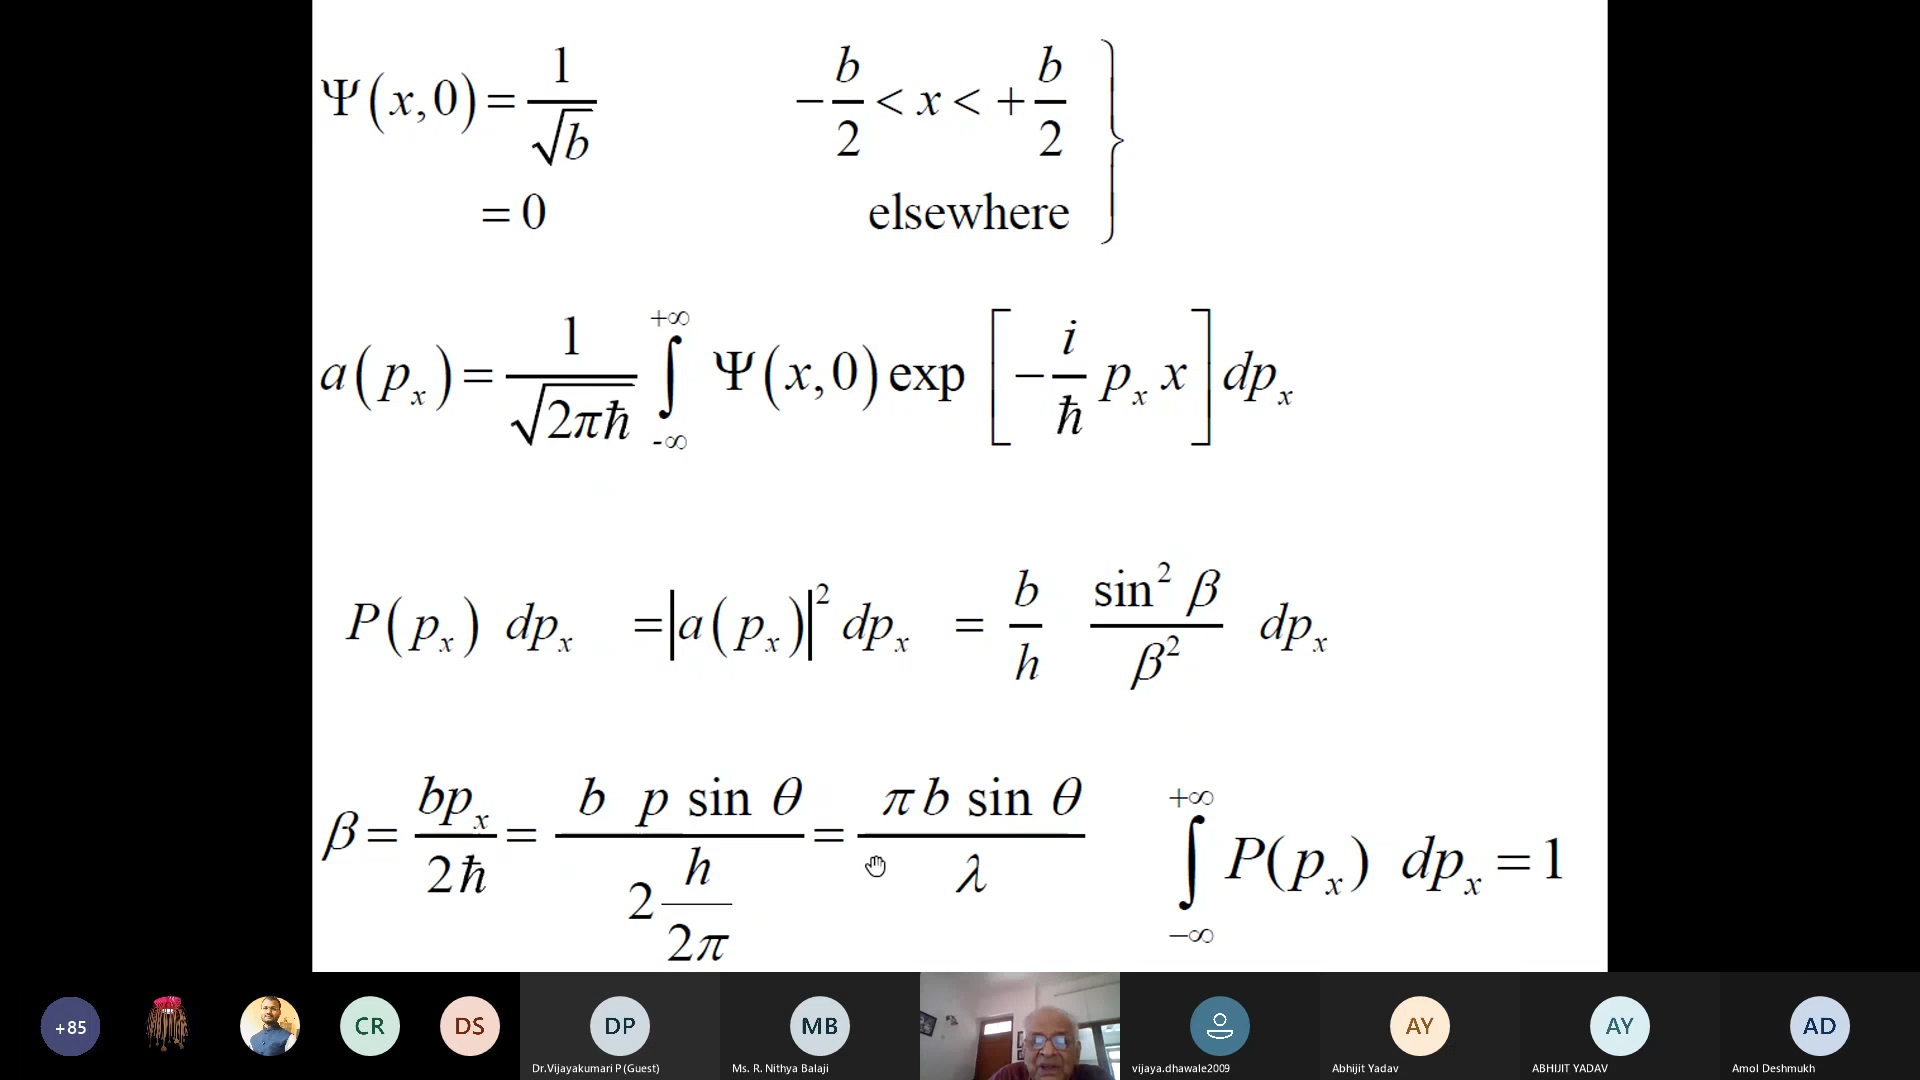 Ψ(x,0) = 1/√b    −b/2 < x < +b/2
= 0    elsewhere
a(pₓ) = 1/√(2πħ) ∫_{-∞}^{+∞} Ψ(x,0) exp [−(i/ħ) pₓ x] dpₓ
P(pₓ) dpₓ = |a(pₓ)|² dpₓ = b/h sin² β/β² dpₓ
β = bpₓ/2ħ = b p sin θ/(2 h/2π) = π b sin θ/λ    ∫_{−∞}^{+∞} P(pₓ) dpₓ = 1
+85 CR DS DP MB AY AY AD
Dr.Vijayakumari P (Guest) Ms. R. Nithya Balaji vijaya.dhawale2009 Abhijit Yadav ABHIJIT YADAV Amol Deshmukh